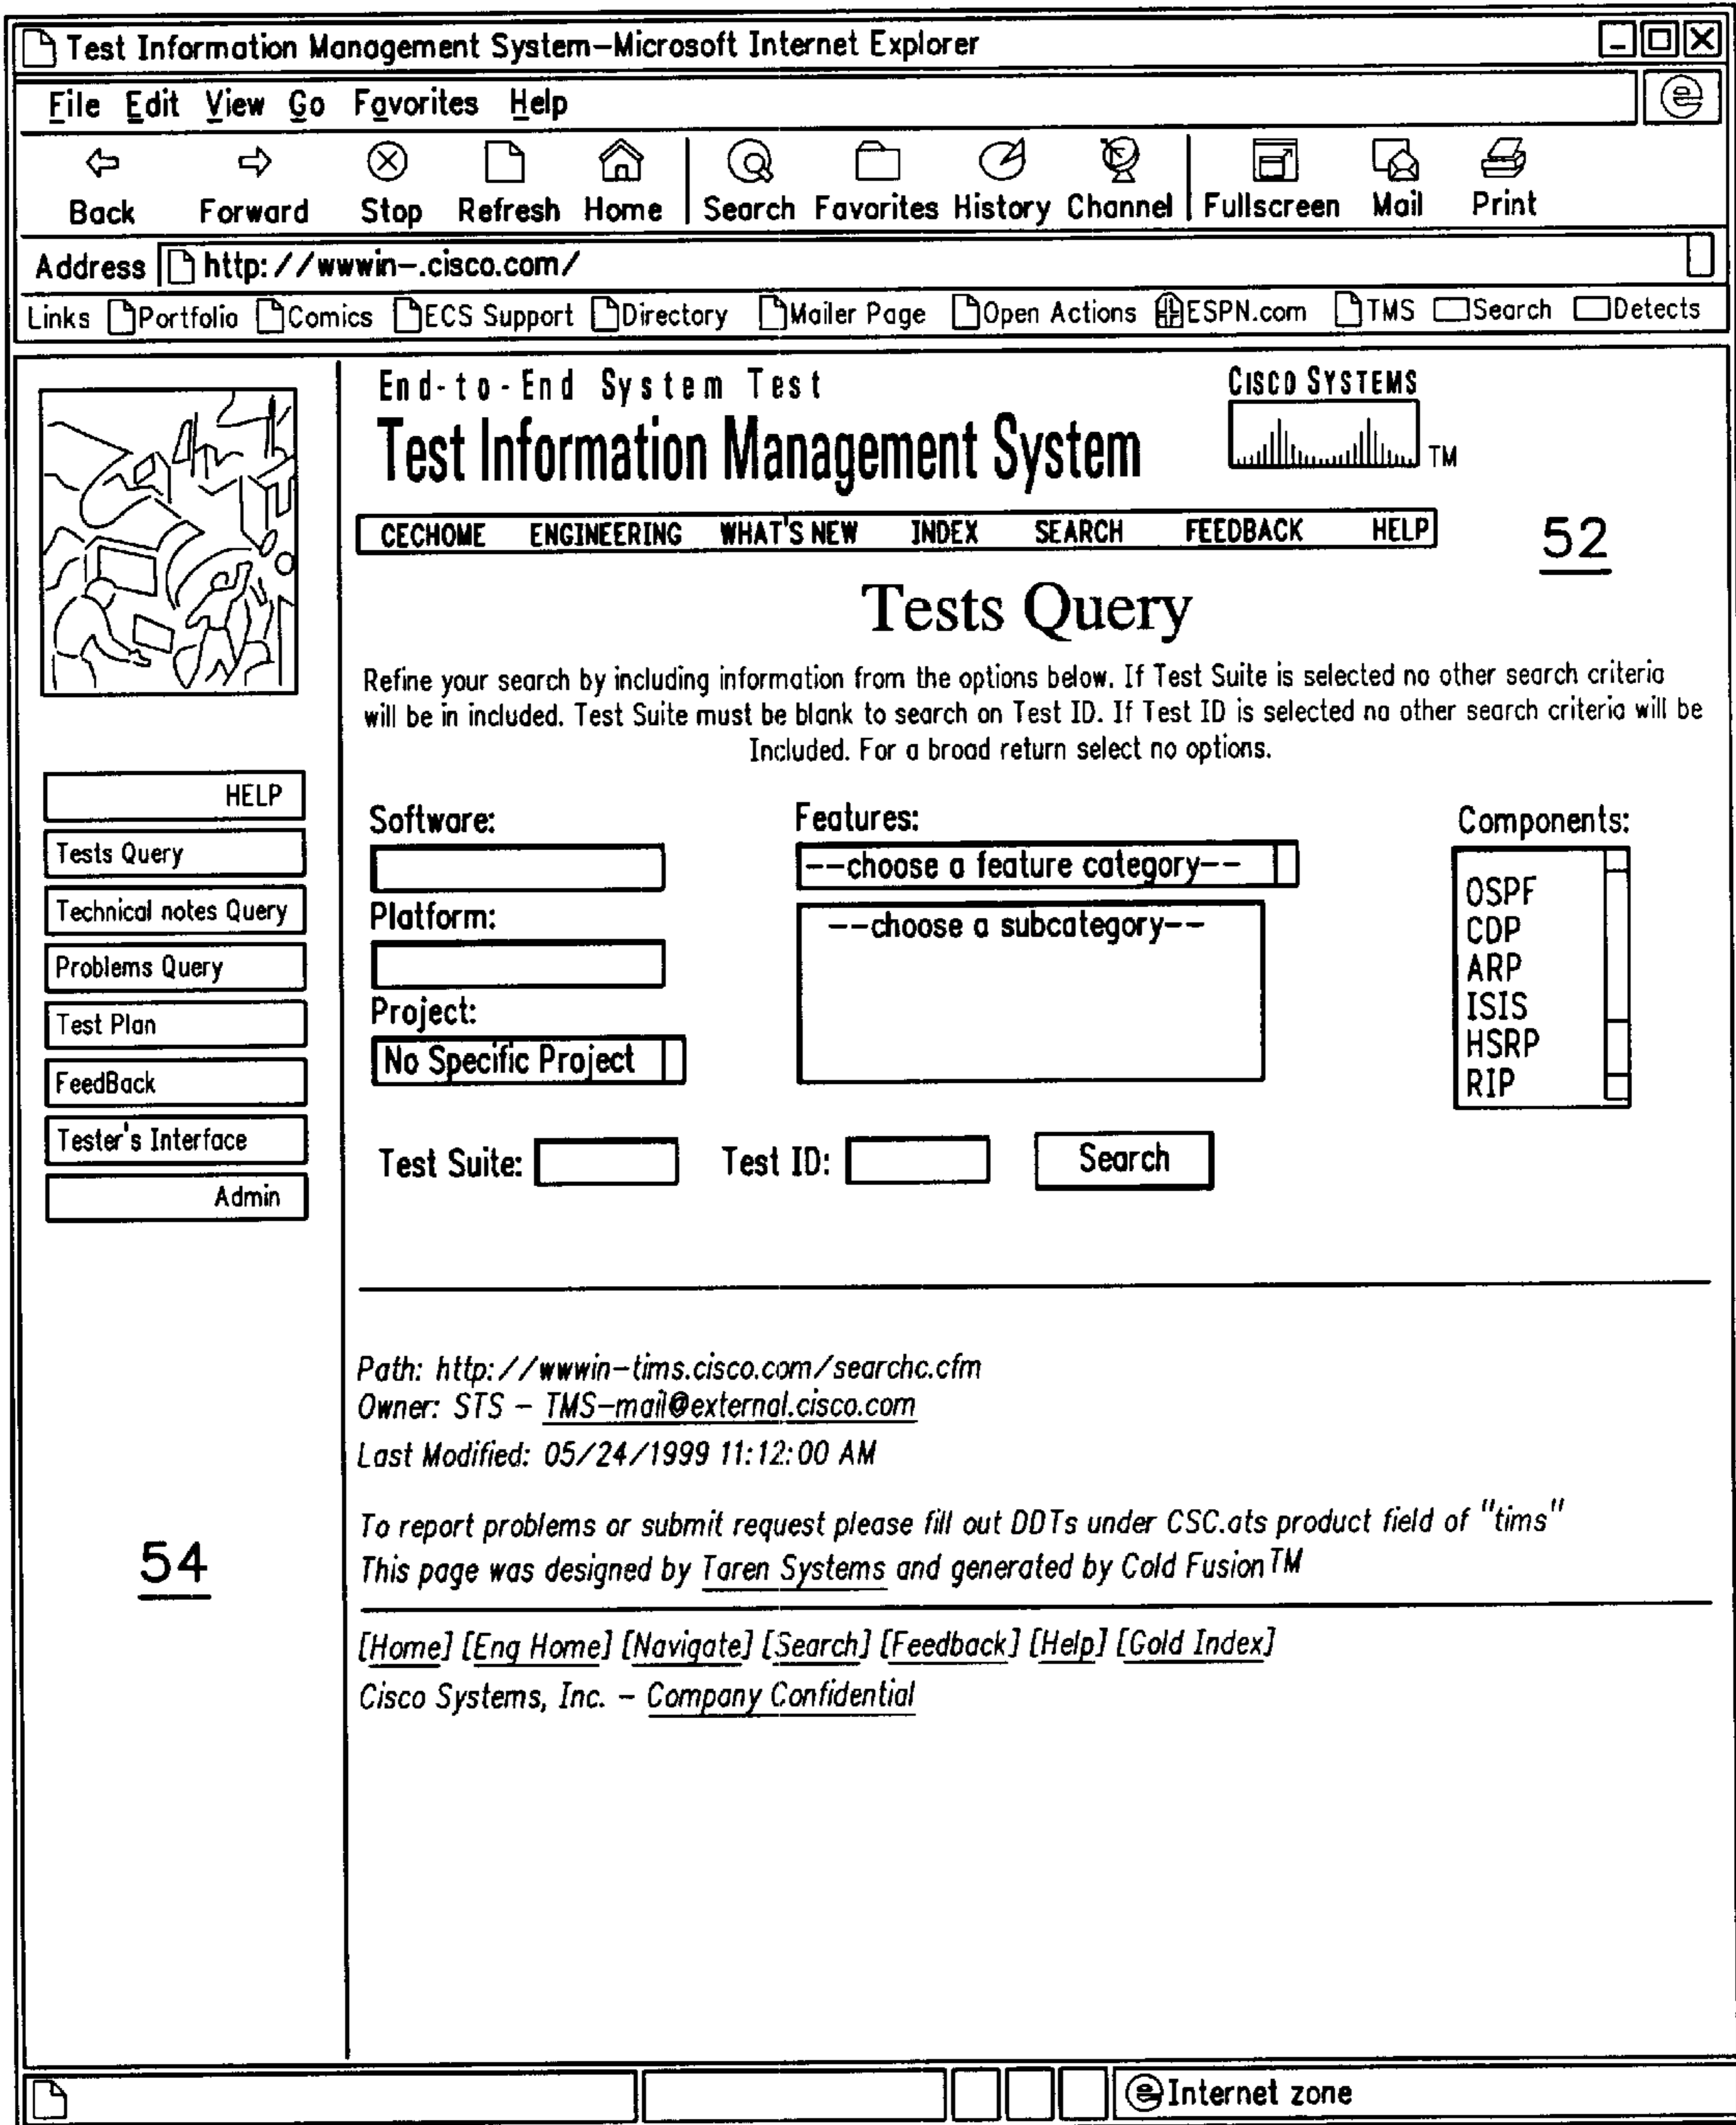 Test Information Management System–Microsoft Internet Explorer
File Edit View Go Favorites Help
Back Forward Stop Refresh Home Search Favorites History Channel Fullscreen Mail Print
Address http://wwwin–.cisco.com/
Links Portfolio Comics ECS Support Directory Mailer Page Open Actions ESPN.com TMS Search Detects
End-to-End System Test
CISCO SYSTEMS
Test Information Management System
TM
CECHOME ENGINEERING WHAT'S NEW INDEX SEARCH FEEDBACK HELP
52
Tests Query
Refine your search by including information from the options below. If Test Suite is selected no other search criteria
will be in included. Test Suite must be blank to search on Test ID. If Test ID is selected no other search criteria will be
Included. For a broad return select no options.
HELP
Tests Query
Technical notes Query
Problems Query
Test Plan
FeedBack
Tester's Interface
Admin
54
Software:
Platform:
Project:
No Specific Project
Features:
--choose a feature category--
--choose a subcategory--
Components:
OSPF
CDP
ARP
ISIS
HSRP
RIP
Test Suite: Test ID: Search
Path: http://wwwin–tims.cisco.com/searchc.cfm
Owner: STS – TMS–mail@external.cisco.com
Last Modified: 05/24/1999 11:12:00 AM
To report problems or submit request please fill out DDTs under CSC.ats product field of "tims"
This page was designed by Taren Systems and generated by Cold Fusion TM
[Home] [Eng Home] [Navigate] [Search] [Feedback] [Help] [Gold Index]
Cisco Systems, Inc. – Company Confidential
Internet zone